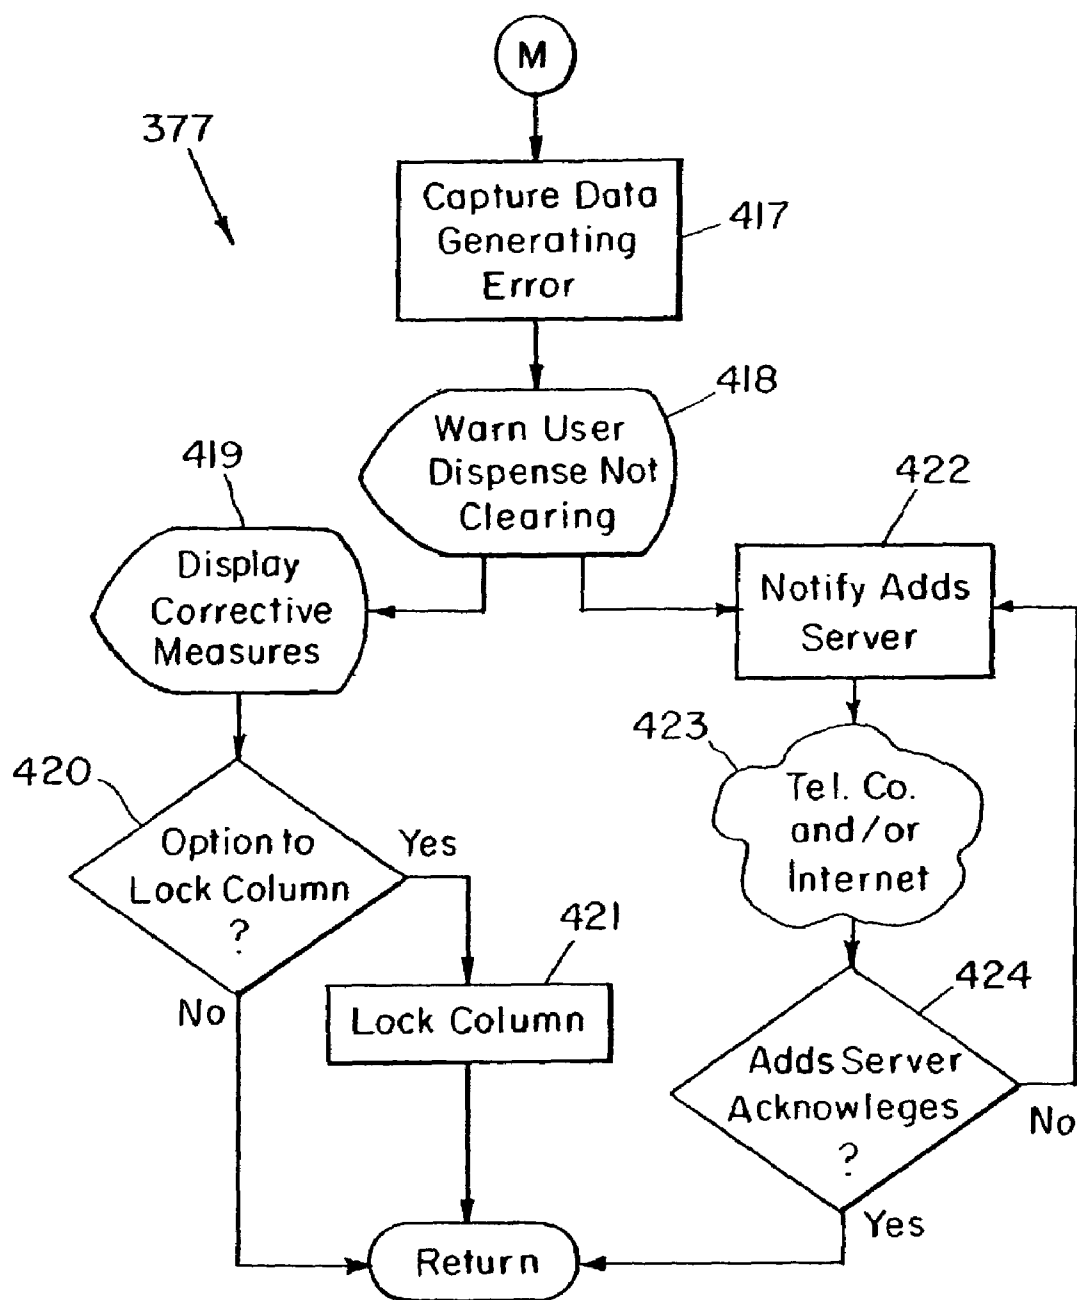 M
377
Capture Data
Generating
Error
417
418
Warn User
Dispense Not
Clearing
419
Display
Corrective
Measures
422
Notify Adds
Server
423
Tel. Co.
and/or
Internet
420
Option to
Lock Column
?
Yes
No
421
Lock Column
424
Adds Server
Acknowleges
?
No
Yes
Return